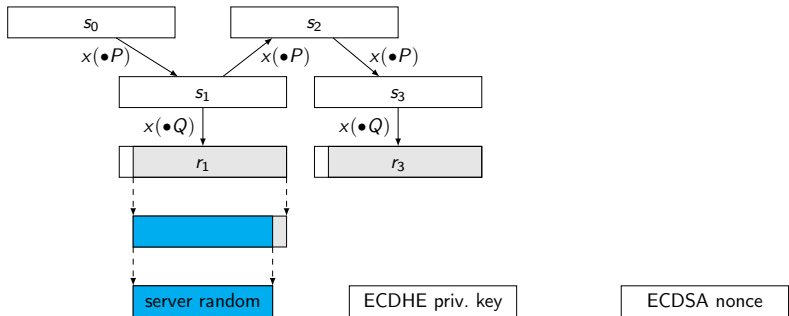 s₀ s₂
x(•P) x(•P) x(•P)
s₁ s₃
x(•Q) x(•Q)
r₁ r₃
server random ECDHE priv. key ECDSA nonce